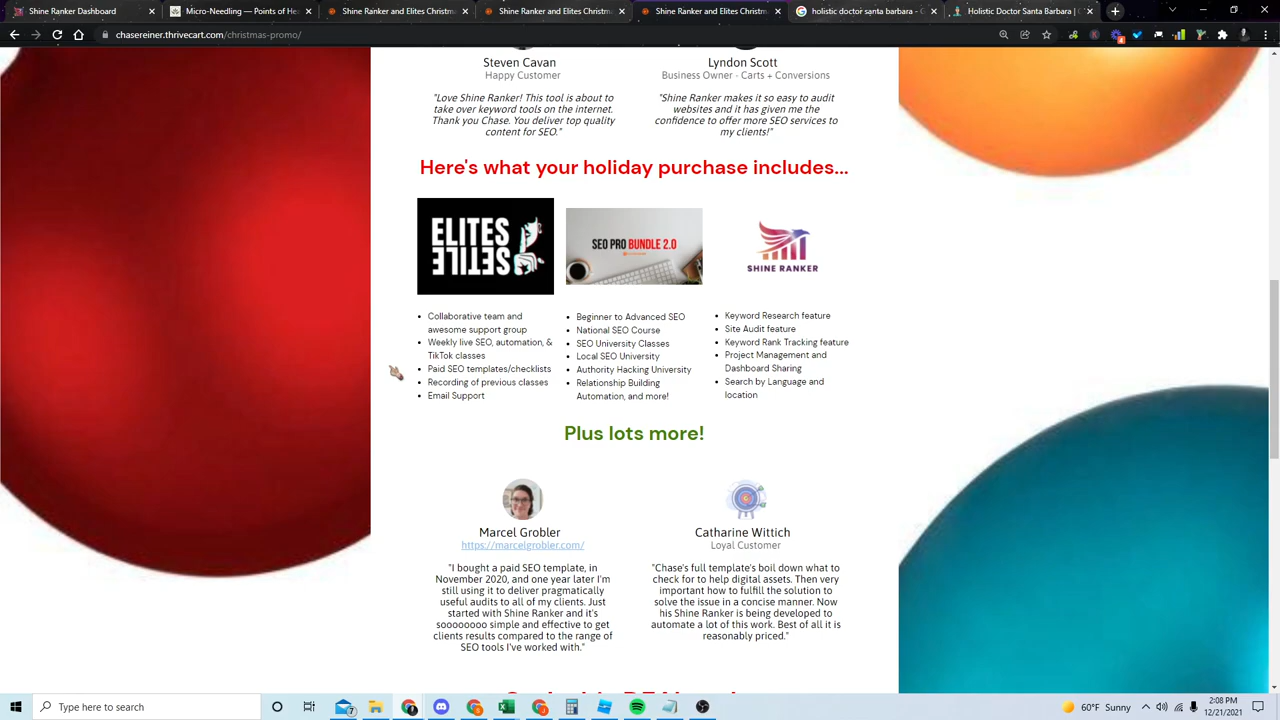 Shine Ranker Dashboard
Micro-Needling — Points of Hea
Shine Ranker Elites and Christma
Shine Ranker Elites and Christma
Shine Ranker Elites and Christma
holistic doctor santa barbara - G
Holistic Doctor Santa Barbara |
chasereiner.thrivecart.com/christmas-promo/
Steven Cavan
Happy Customer
"Love Shine Ranker! This tool is about to
take over keyword tools on the internet.
Thank you Chase. You deliver top quality
content for SEO."
Lyndon Scott
Business Owner - Carts + Conversions
"Shine Ranker makes it so easy to audit
websites and it has given me the
confidence to offer more SEO services to
my clients!"
Here's what your holiday purchase includes...
ELITES
ELITES
SEO PRO BUNDLE 2.0
SHINE RANKER
Collaborative team and
awesome support group
Weekly live SEO, automation, &
TikTok classes
Paid SEO templates/checklists
Recording of previous classes
Email Support
Beginner to Advanced SEO
National SEO Course
SEO University Classes
Local SEO University
Authority Hacking University
Relationship Building
Automation, and more!
Keyword Research feature
Site Audit feature
Keyword Rank Tracking feature
Project Management and
Dashboard Sharing
Search by Language and
location
Plus lots more!
Marcel Grobler
https://marcelgrobler.com/
"I bought a paid SEO template, in
November 2020, and one year later I'm
still using it to deliver pragmatically
useful audits to all of my clients. Just
started with Shine Ranker and it's
sooooooo simple and effective to get
clients results compared to the range of
SEO tools I've worked with."
Catharine Wittich
Loyal Customer
"Chase's full template's boil down what to
check for to help digital assets. Then very
important how to fulfill the solution to
solve the issue in a concise manner. Now
his Shine Ranker is being developed to
automate a lot of this work. Best of all it is
reasonably priced."
Type here to search
60°F Sunny
2:08 PM
12/21/2021